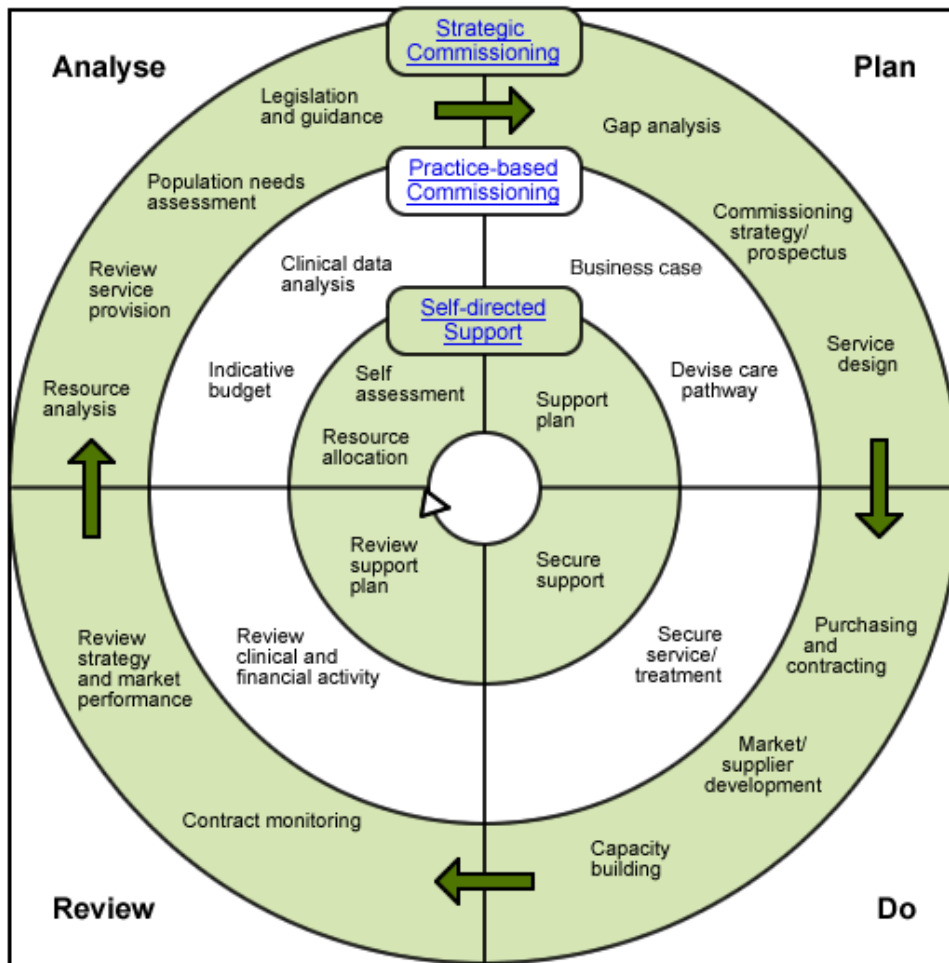 Analyse
Plan
Strategic
Commissioning
Legislation
and guidance
Gap analysis
Population needs
assessment
Practice-based
Commissioning
Commissioning
strategy/
prospectus
Review
service
provision
Clinical data
analysis
Business case
Self-directed
Support
Service
design
Resource
analysis
Indicative
budget
Self
assessment
Resource
allocation
Support
plan
Devise care
pathway
Review
support
plan
Secure
support
Review
strategy
and market
performance
Review
clinical and
financial activity
Secure
service/
treatment
Purchasing
and
contracting
Market/
supplier
development
Contract monitoring
Capacity
building
Review
Do